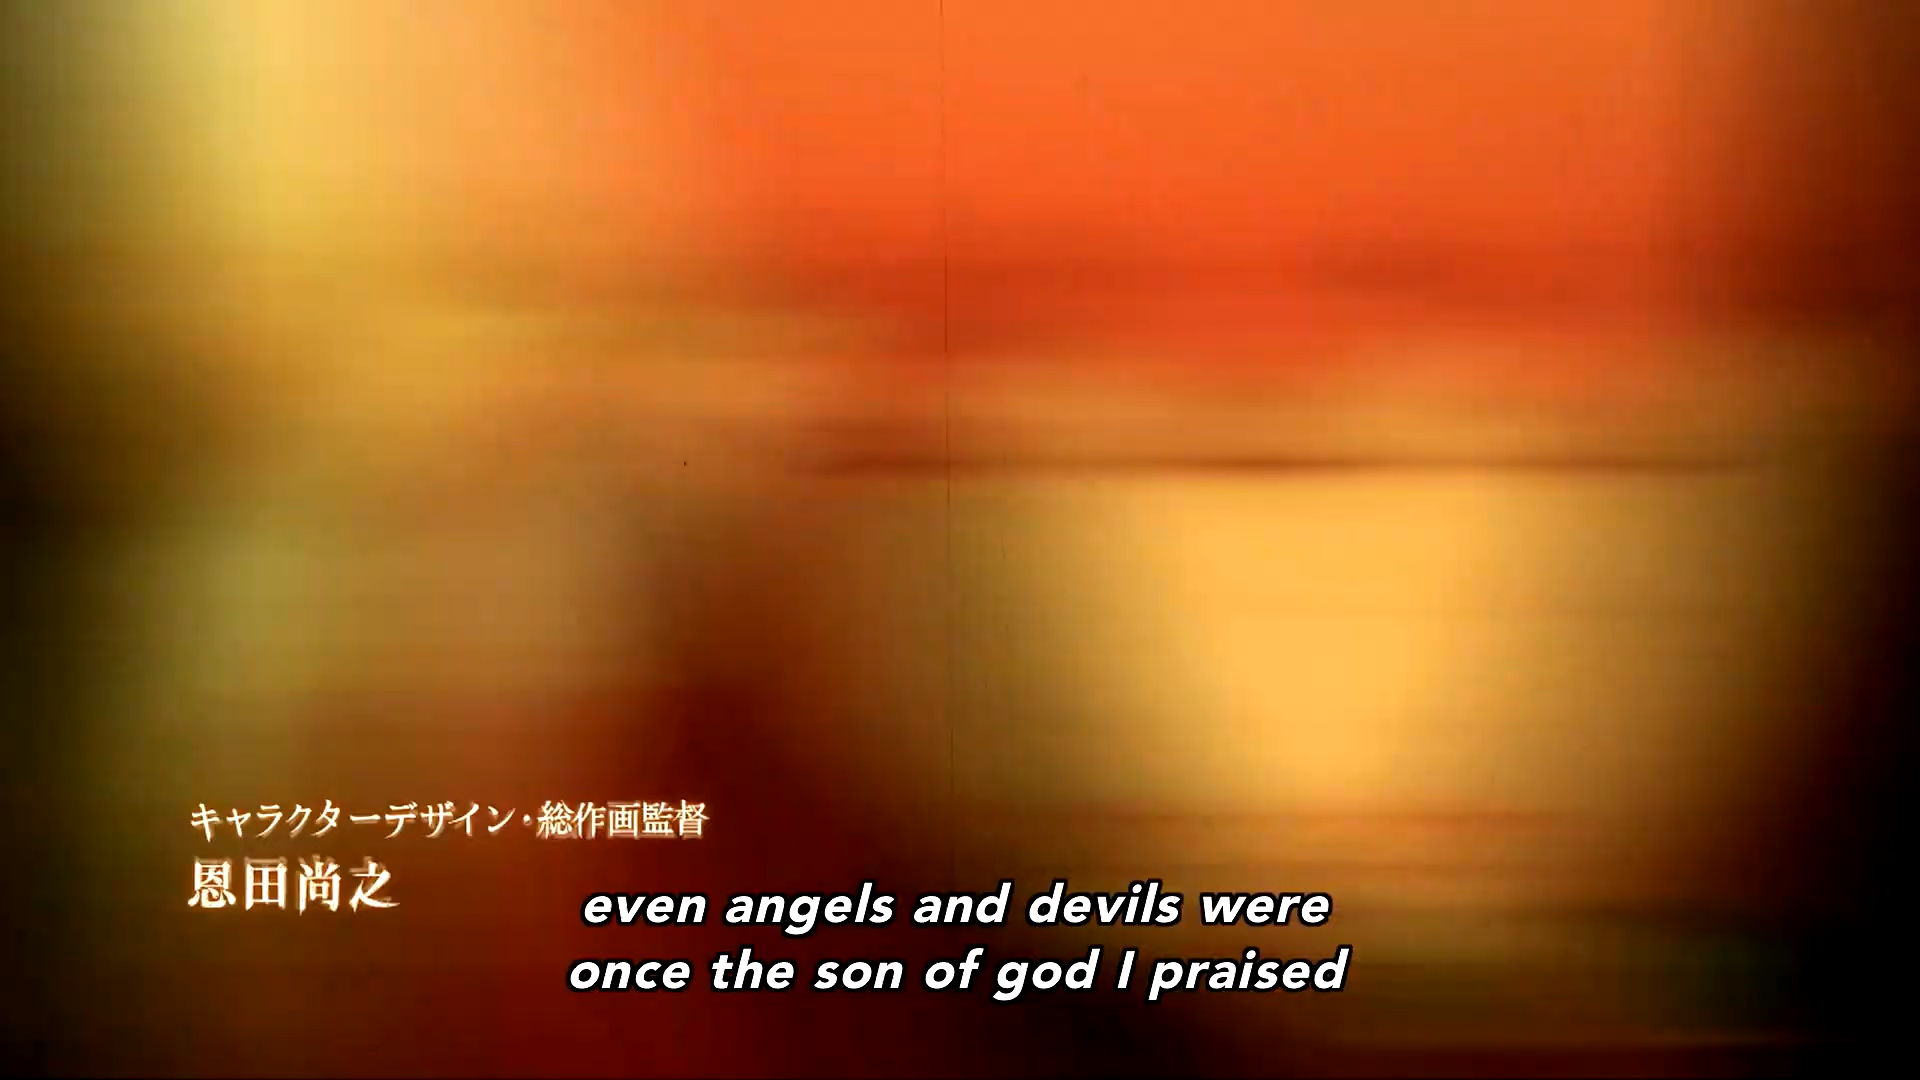 キャラクターデザイン・総作画監督
恩田尚之
even angels and devils were
once the son of god I praised